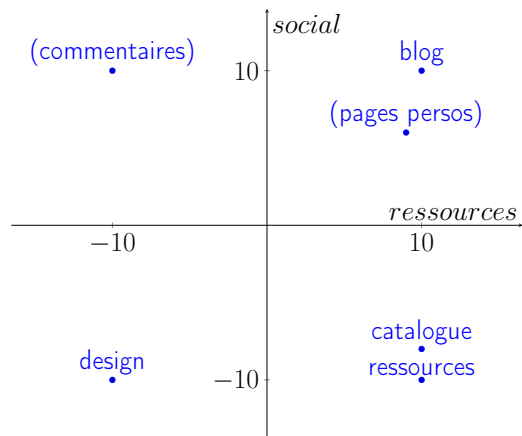 social
(commentaires)
blog
10
(pages persos)
ressources
−10
10
catalogue
design
ressources
−10